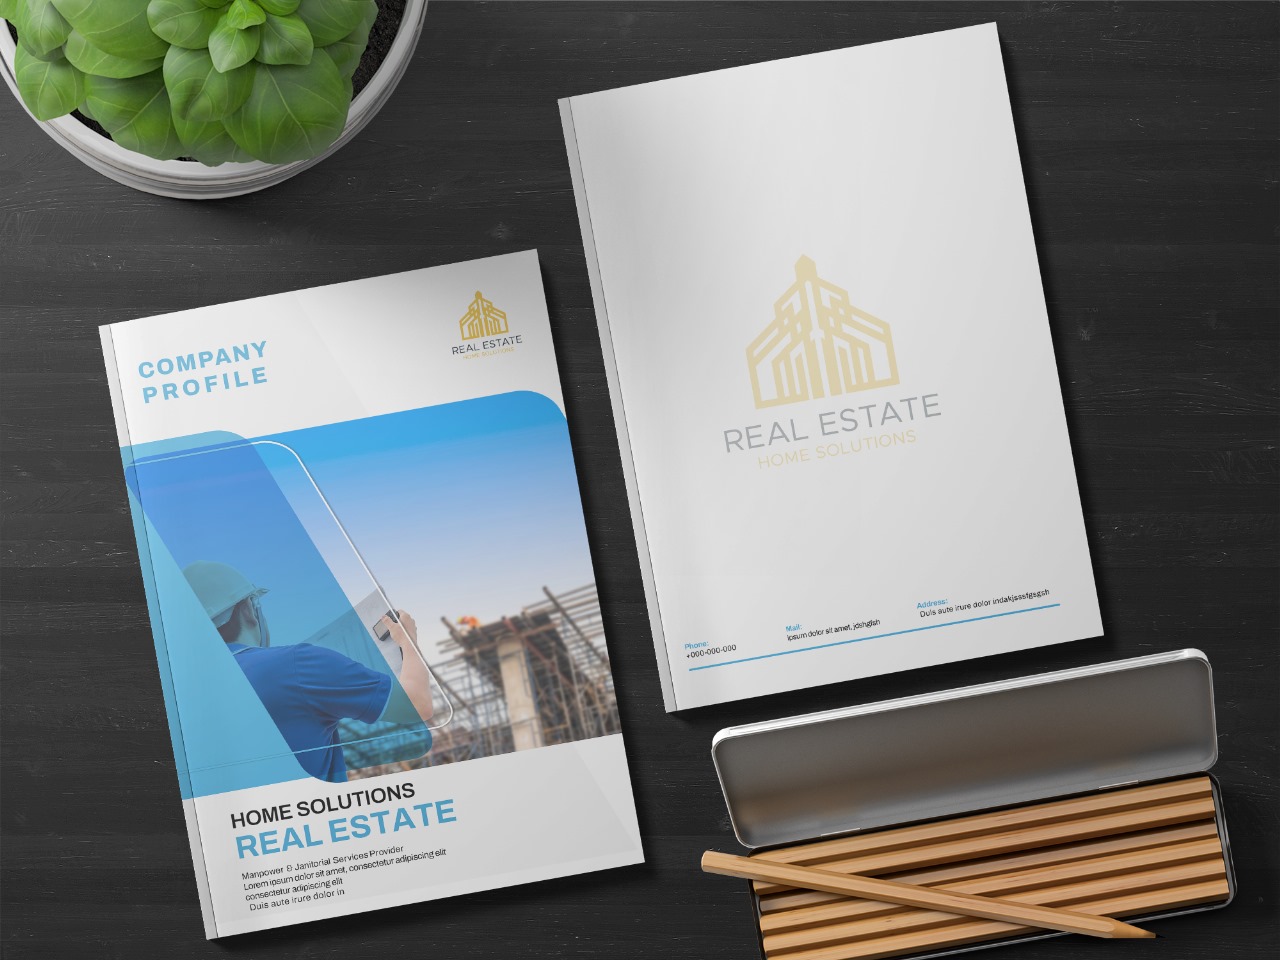 COMPANY
PROFILE
REAL ESTATE
HOME SOLUTIONS
HOME SOLUTIONS
REAL ESTATE
Manpower & Janitorial Services Provider
Lorem ipsum dolor sit amet, consectetur adipiscing elit
consectetur adipiscing elit
Duis aute irure dolor in
REAL ESTATE
HOME SOLUTIONS
Phone:
+000-000-000
Mail:
ipsum dolor sit amet, jdshglsh
Address:
Duis aute irure dolor indakjsssfgsgch